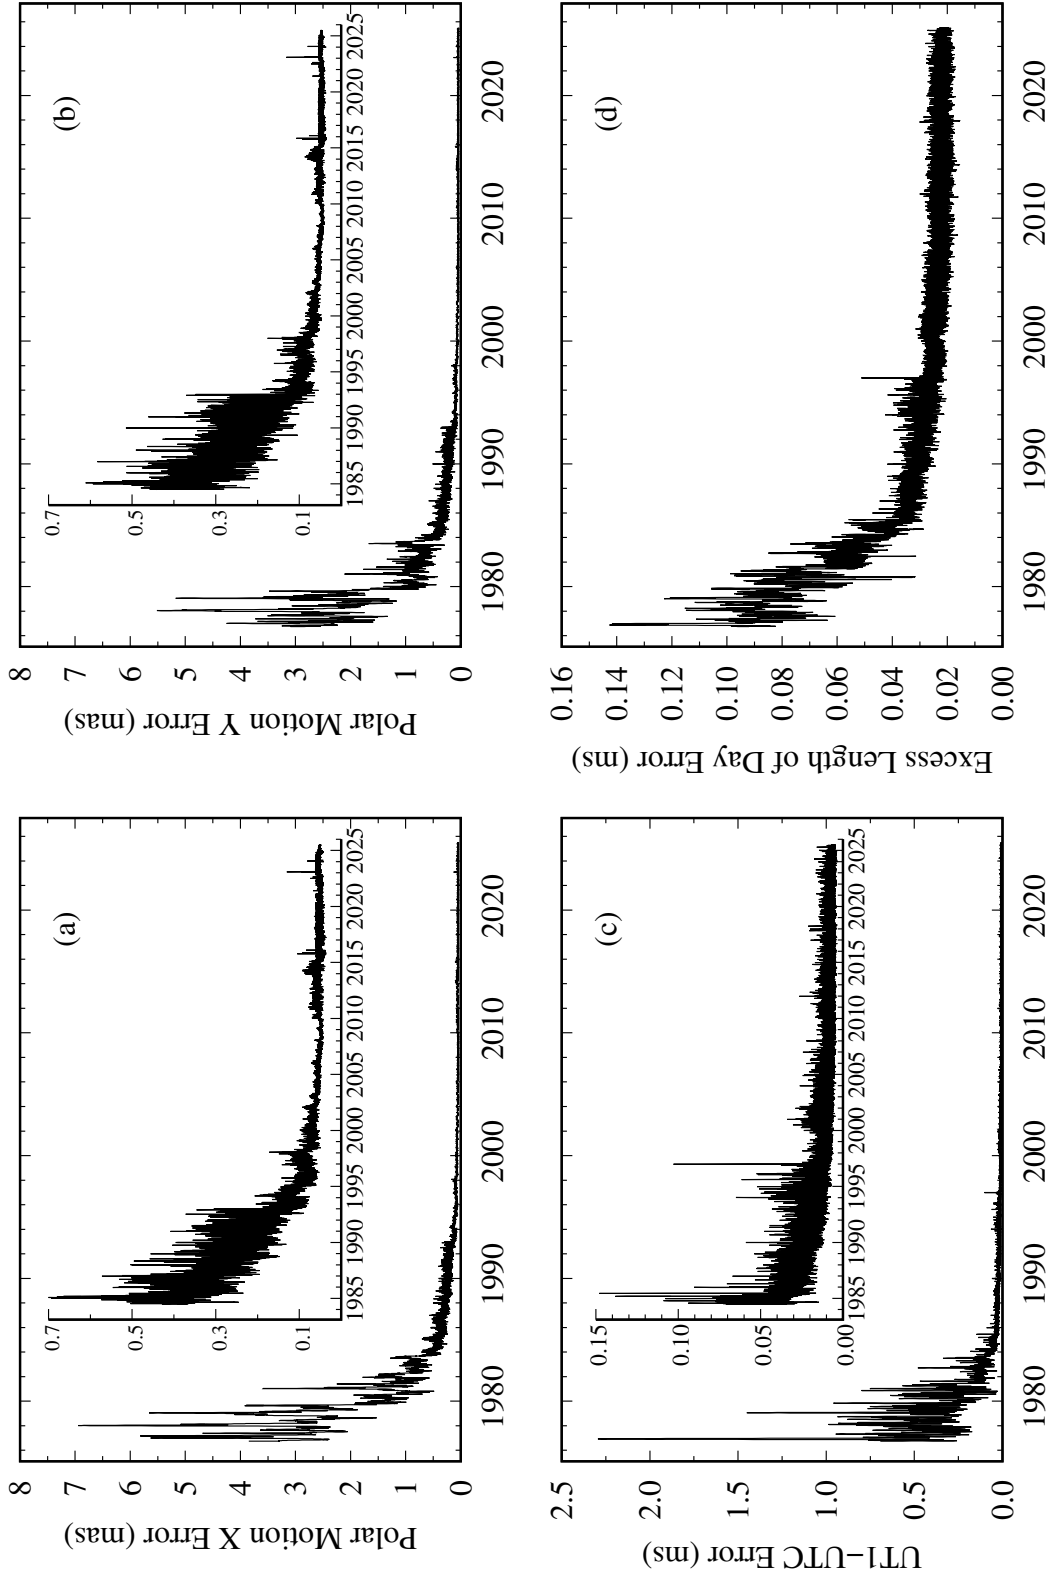 (a)
Polar Motion X Error (mas)
0 1 2 3 4 5 6 7 8
1980 1990 2000 2010 2020
0.1 0.3 0.5 0.7
1985 1990 1995 2000 2005 2010 2015 2020 2025
(b)
Polar Motion Y Error (mas)
0 1 2 3 4 5 6 7 8
1980 1990 2000 2010 2020
0.1 0.3 0.5 0.7
1985 1990 1995 2000 2005 2010 2015 2020 2025
(c)
UT1−UTC Error (ms)
0.0 0.5 1.0 1.5 2.0 2.5
1980 1990 2000 2010 2020
0.00 0.05 0.10 0.15
1985 1990 1995 2000 2005 2010 2015 2020 2025
(d)
Excess Length of Day Error (ms)
0.00 0.02 0.04 0.06 0.08 0.10 0.12 0.14 0.16
1980 1990 2000 2010 2020